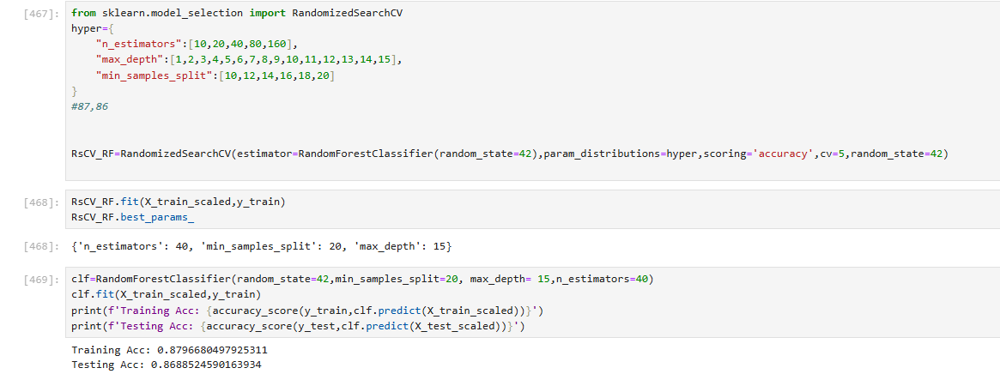 [467]: from sklearn.model_selection import RandomizedSearchCV
hyper={
    "n_estimators":[10,20,40,80,160],
    "max_depth":[1,2,3,4,5,6,7,8,9,10,11,12,13,14,15],
    "min_samples_split":[10,12,14,16,18,20]
}
#87,86
RsCV_RF=RandomizedSearchCV(estimator=RandomForestClassifier(random_state=42),param_distributions=hyper,scoring='accuracy',cv=5,random_state=42)
[468]: RsCV_RF.fit(X_train_scaled,y_train)
RsCV_RF.best_params_
[468]: {'n_estimators': 40, 'min_samples_split': 20, 'max_depth': 15}
[469]: clf=RandomForestClassifier(random_state=42,min_samples_split=20, max_depth= 15,n_estimators=40)
clf.fit(X_train_scaled,y_train)
print(f'Training Acc: {accuracy_score(y_train,clf.predict(X_train_scaled))}')
print(f'Testing Acc: {accuracy_score(y_test,clf.predict(X_test_scaled))}')
Training Acc: 0.8796680497925311
Testing Acc: 0.8688524590163934